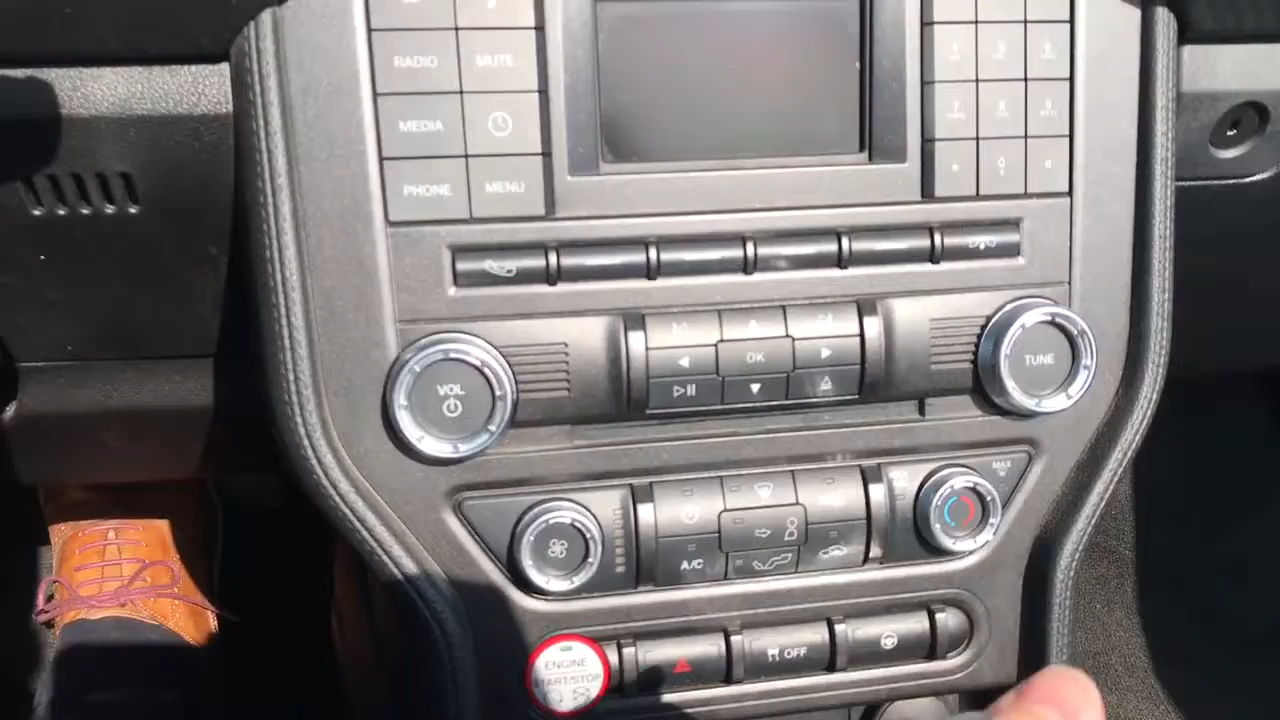 RADIO MUTE
MEDIA
PHONE MENU
VOL
OK
TUNE
MAX
A/C
OFF
ENGINE
START/STOP